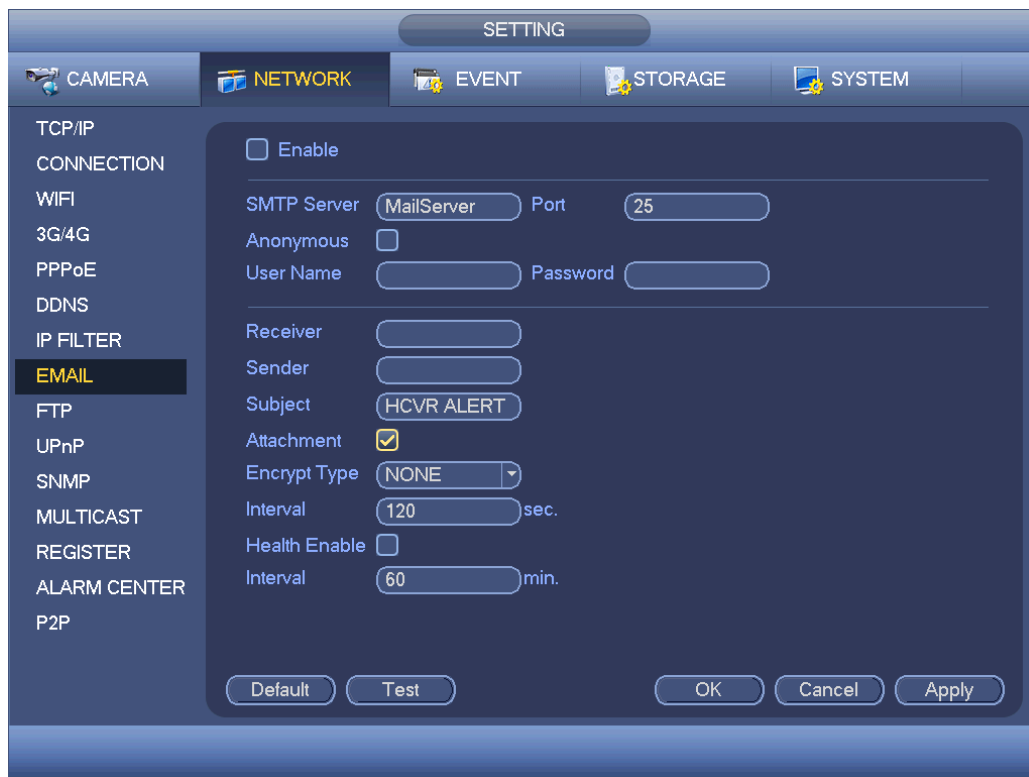 SETTING
CAMERA NETWORK EVENT STORAGE SYSTEM
TCP/IP
CONNECTION
WIFI
3G/4G
PPPoE
DDNS
IP FILTER
EMAIL
FTP
UPnP
SNMP
MULTICAST
REGISTER
ALARM CENTER
P2P
Enable
SMTP Server MailServer Port 25
Anonymous
User Name Password
Receiver
Sender
Subject HCVR ALERT
Attachment
Encrypt Type NONE
Interval 120 sec.
Health Enable
Interval 60 min.
Default Test OK Cancel Apply